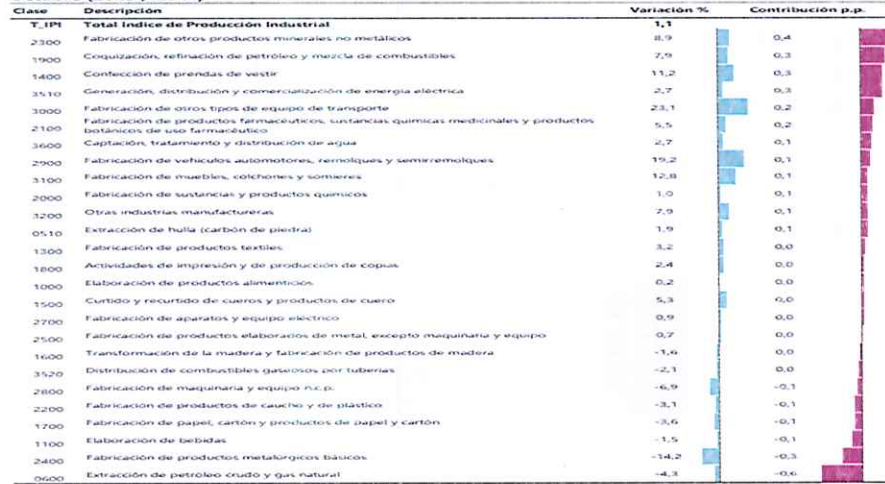 Clase Descripción Variación % Contribución p.p.
T_IPI Total Índice de Producción Industrial 1,1
2300 Fabricación de otros productos minerales no metálicos 8,9 0,4
1900 Coquización, refinación de petróleo y mezcla de combustibles 7,9 0,3
1400 Confección de prendas de vestir 11,2 0,3
3510 Generación, distribución y comercialización de energía eléctrica 2,7 0,3
3000 Fabricación de otros tipos de equipo de transporte 23,1 0,2
2100 Fabricación de productos farmacéuticos, sustancias químicas medicinales y productos botánicos de uso farmacéutico 5,5 0,2
3600 Captación, tratamiento y distribución de agua 2,7 0,1
2900 Fabricación de vehículos automotores, remolques y semirremolques 19,2 0,1
3100 Fabricación de muebles, colchones y somieres 12,8 0,1
2000 Fabricación de sustancias y productos químicos 1,0 0,1
3200 Otras industrias manufactureras 7,9 0,1
0510 Extracción de hulla (carbón de piedra) 1,9 0,1
1300 Fabricación de productos textiles 3,2 0,0
1800 Actividades de impresión y de producción de copias 2,4 0,0
1000 Elaboración de productos alimenticios 0,2 0,0
1500 Curtido y recurtido de cueros y productos de cuero 5,3 0,0
2700 Fabricación de aparatos y equipo eléctrico 0,9 0,0
2500 Fabricación de productos elaborados de metal, excepto maquinaria y equipo 0,7 0,0
1600 Transformación de la madera y fabricación de productos de madera -1,6 0,0
3520 Distribución de combustibles gaseosos por tuberías -2,1 0,0
2800 Fabricación de maquinaria y equipo n.c.p. -6,9 -0,1
2200 Fabricación de productos de caucho y de plástico -3,1 -0,1
1700 Fabricación de papel, cartón y productos de papel y cartón -3,6 -0,1
1100 Elaboración de bebidas -1,5 -0,1
2400 Fabricación de productos metalúrgicos básicos -14,2 -0,3
0600 Extracción de petróleo crudo y gas natural -4,3 -0,6